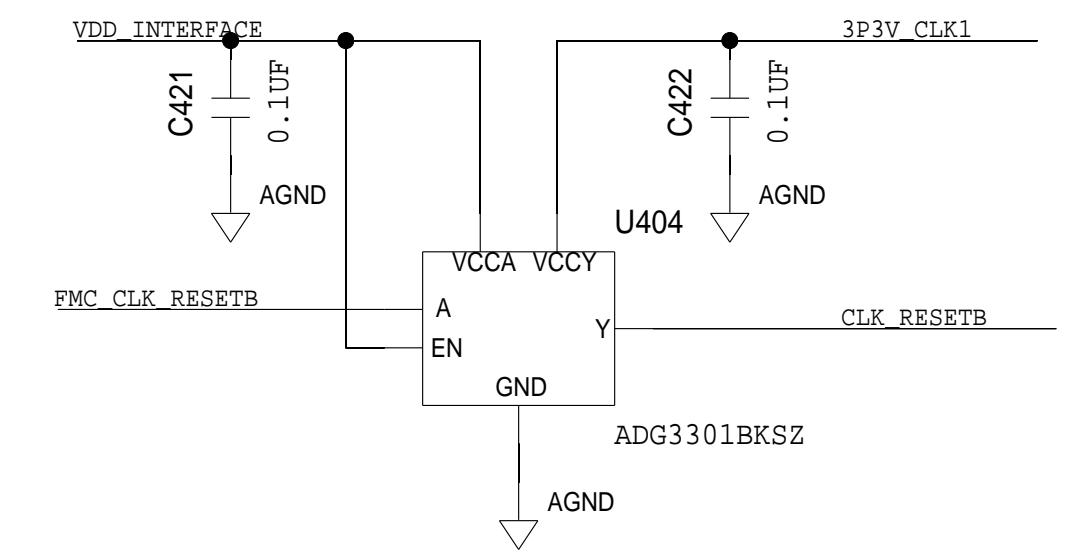 VDD_INTERFACE
3P3V_CLK1
C421
0.1UF
C422
0.1UF
AGND
AGND
U404
VCCA VCCY
FMC_CLK_RESETB
A
Y
CLK_RESETB
EN
GND
ADG3301BKSZ
AGND